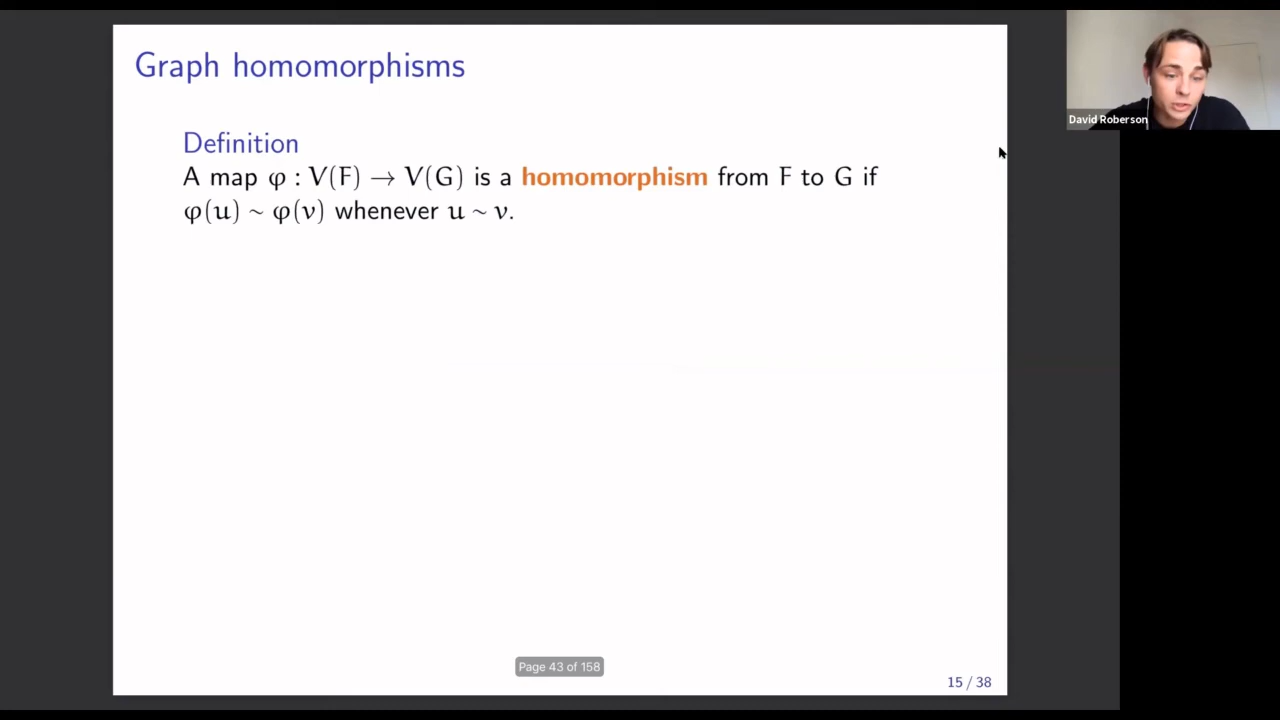 Graph homomorphisms
David Roberson
Definition
A map φ : V(F) → V(G) is a homomorphism from F to G if
φ(u) ~ φ(v) whenever u ~ v.
Page 43 of 158
15 / 38